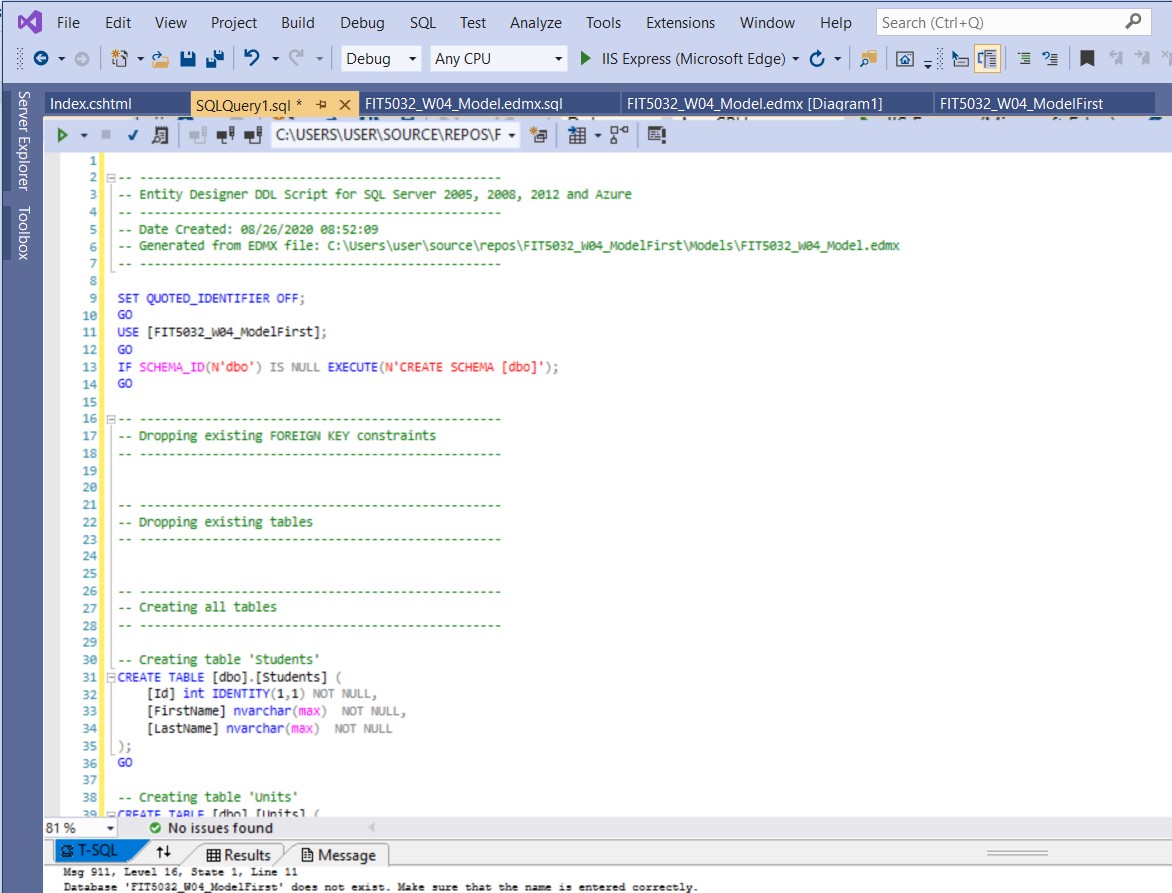 File Edit View Project Build Debug SQL Test Analyze Tools Extensions Window Help Search (Ctrl+Q)
Debug Any CPU IIS Express (Microsoft Edge)
Server Explorer
Toolbox
Index.cshtml SQLQuery1.sql * FIT5032_W04_Model.edmx.sql FIT5032_W04_Model.edmx [Diagram1] FIT5032_W04_ModelFirst
C:\USERS\USER\SOURCE\REPOS\F
1
2 -- --------------------------------------------------
3 -- Entity Designer DDL Script for SQL Server 2005, 2008, 2012 and Azure
4 -- --------------------------------------------------
5 -- Date Created: 08/26/2020 08:52:09
6 -- Generated from EDMX file: C:\Users\user\source\repos\FIT5032_W04_ModelFirst\Models\FIT5032_W04_Model.edmx
7 -- --------------------------------------------------
8
9 SET QUOTED_IDENTIFIER OFF;
10 GO
11 USE [FIT5032_W04_ModelFirst];
12 GO
13 IF SCHEMA_ID(N'dbo') IS NULL EXECUTE(N'CREATE SCHEMA [dbo]');
14 GO
15
16 -- --------------------------------------------------
17 -- Dropping existing FOREIGN KEY constraints
18 -- --------------------------------------------------
19
20
21 -- --------------------------------------------------
22 -- Dropping existing tables
23 -- --------------------------------------------------
24
25
26 -- --------------------------------------------------
27 -- Creating all tables
28 -- --------------------------------------------------
29
30 -- Creating table 'Students'
31 CREATE TABLE [dbo].[Students] (
32 [Id] int IDENTITY(1,1) NOT NULL,
33 [FirstName] nvarchar(max) NOT NULL,
34 [LastName] nvarchar(max) NOT NULL
35 );
36 GO
37
38 -- Creating table 'Units'
39 CREATE TABLE [dbo].[Units] (
81 % No issues found
T-SQL Results Message
Msg 911, Level 16, State 1, Line 11
Database 'FIT5032_W04_ModelFirst' does not exist. Make sure that the name is entered correctly.